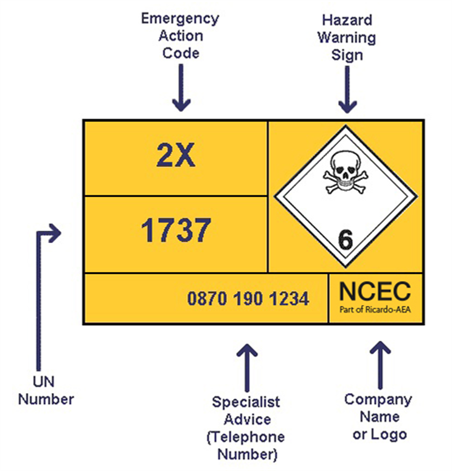 Emergency
Action
Code
Hazard
Warning
Sign
2X
1737
6
0870 190 1234
NCEC
Part of Ricardo-AEA
UN
Number
Specialist
Advice
(Telephone
Number)
Company
Name
or Logo